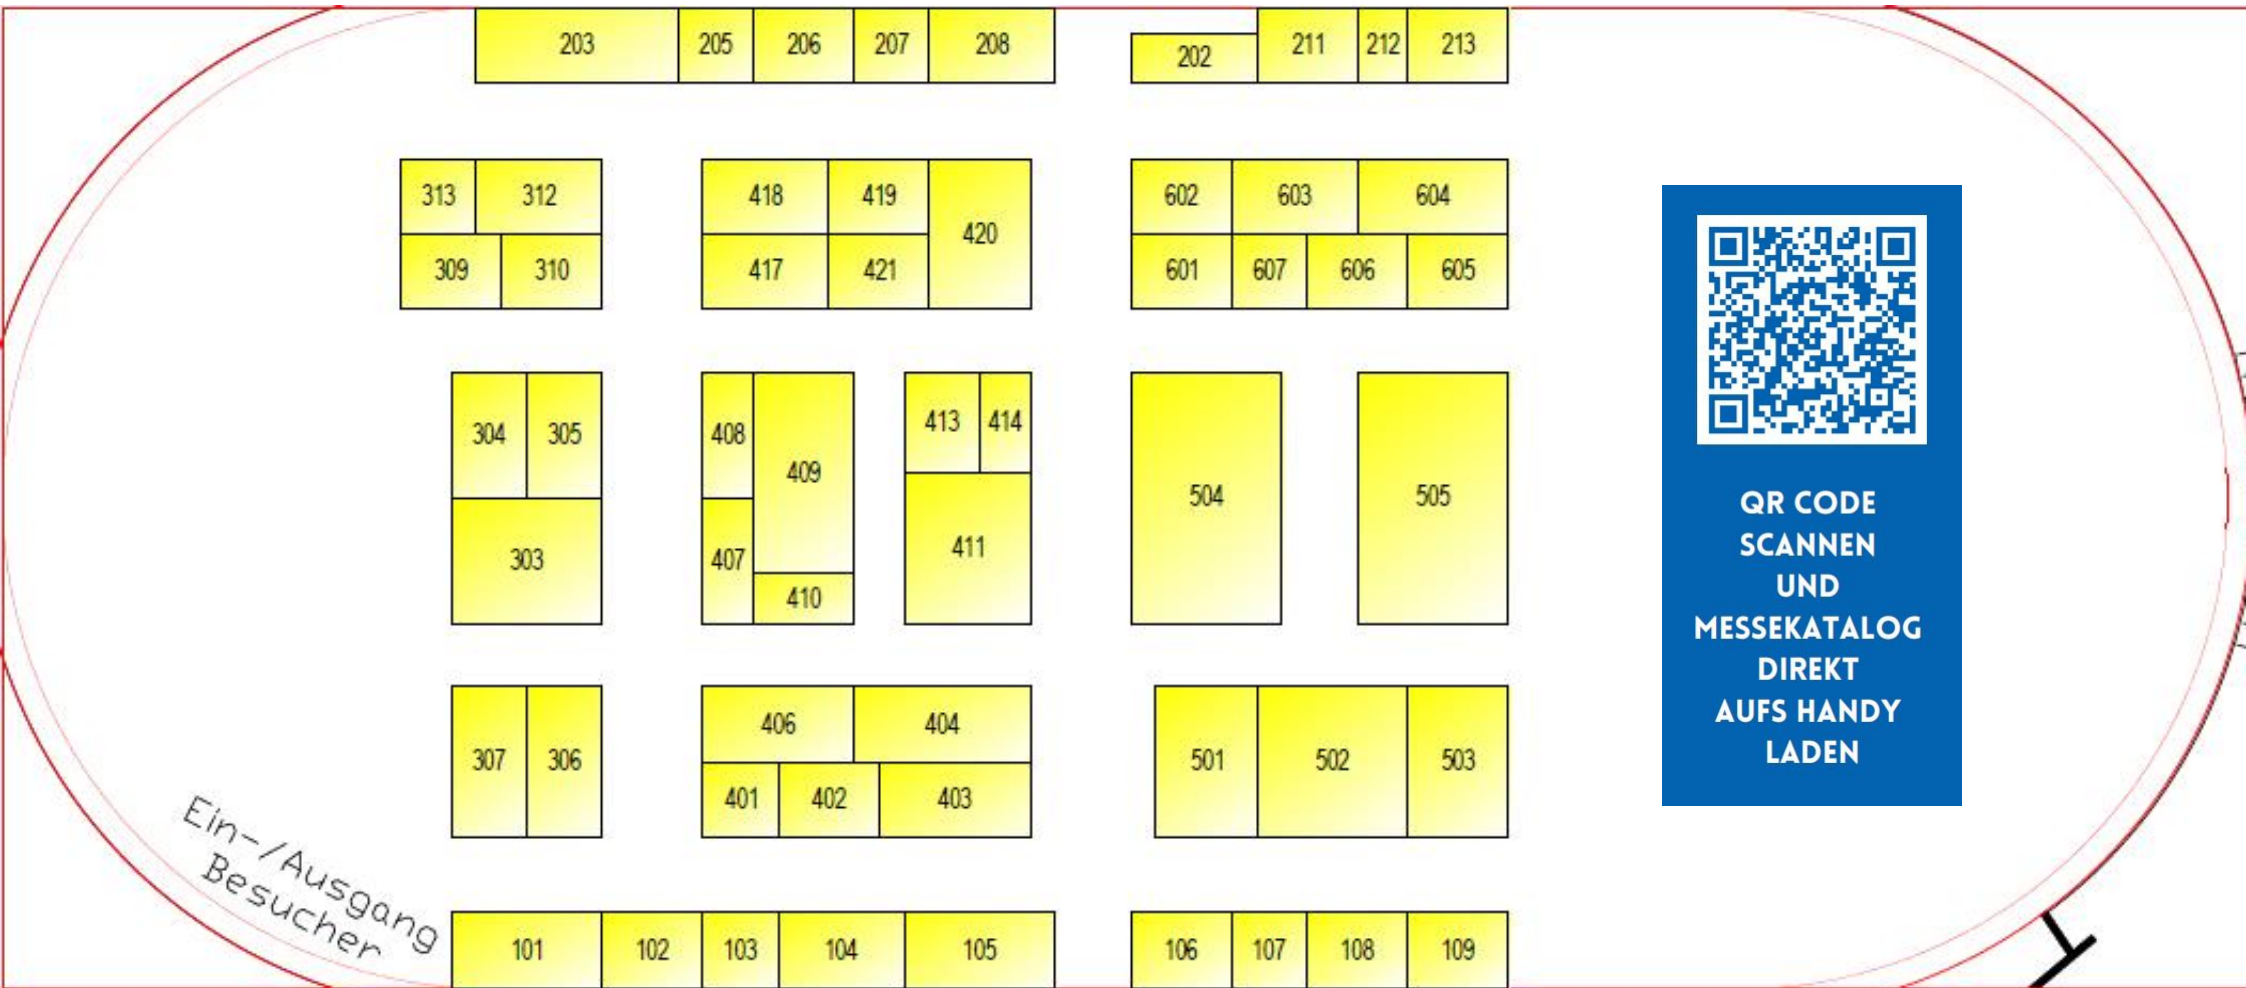 203 205 206 207 208 202 211 212 213
313 312 418 419 420 602 603 604
309 310 417 421 601 607 606 605
304 305 408 409 413 414 504 505
303 407 410 411
307 306 406 404 501 502 503
401 402 403
101 102 103 104 105 106 107 108 109
Ein-/Ausgang
Besucher
QR CODE
SCANNEN
UND
MESSEKATALOG
DIREKT
AUFS HANDY
LADEN